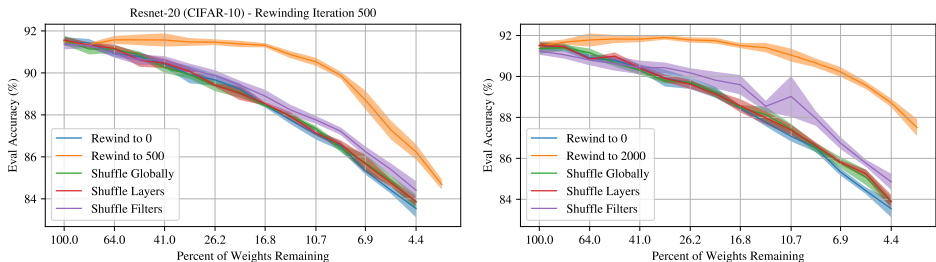 Resnet-20 (CIFAR-10) - Rewinding Iteration 500
Eval Accuracy (%)
92
90
88
86
84
Rewind to 0
Rewind to 500
Shuffle Globally
Shuffle Layers
Shuffle Filters
100.0 64.0 41.0 26.2 16.8 10.7 6.9 4.4
Percent of Weights Remaining
Eval Accuracy (%)
92
90
88
86
84
Rewind to 0
Rewind to 2000
Shuffle Globally
Shuffle Layers
Shuffle Filters
100.0 64.0 41.0 26.2 16.8 10.7 6.9 4.4
Percent of Weights Remaining